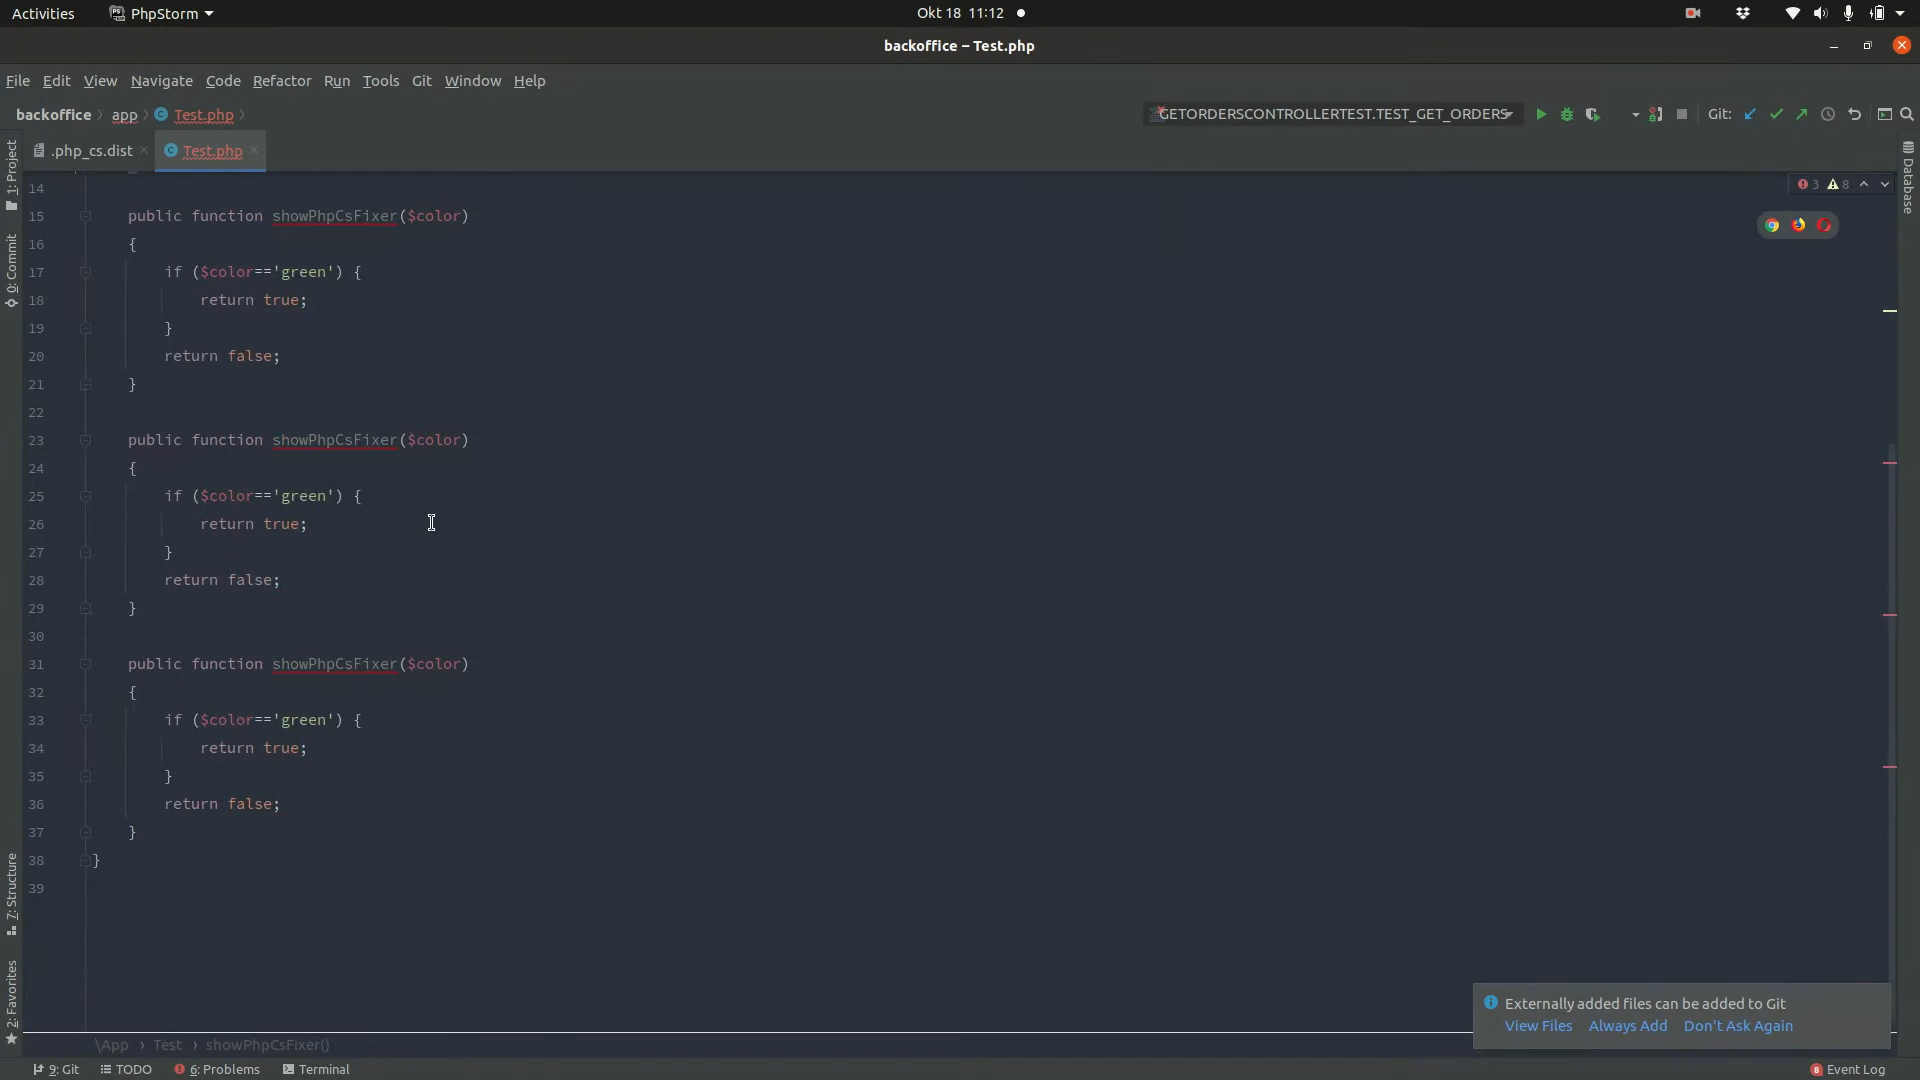 Activities PhpStorm Okt 18 11:12
backoffice – Test.php
File Edit View Navigate Code Refactor Run Tools Git Window Help
backoffice app Test.php GETORDERSCONTROLLERTEST.TEST_GET_ORDERS Git:
.php_cs.dist Test.php
1: Project
0: Commit
7: Structure
2: Favorites
Database
3 8
14
15 public function showPhpCsFixer($color)
16 {
17 if ($color=='green') {
18 return true;
19 }
20 return false;
21 }
22
23 public function showPhpCsFixer($color)
24 {
25 if ($color=='green') {
26 return true;
27 }
28 return false;
29 }
30
31 public function showPhpCsFixer($color)
32 {
33 if ($color=='green') {
34 return true;
35 }
36 return false;
37 }
38 }
39
Externally added files can be added to Git
View Files Always Add Don't Ask Again
\App › Test › showPhpCsFixer()
9: Git TODO 6: Problems Terminal 8 Event Log